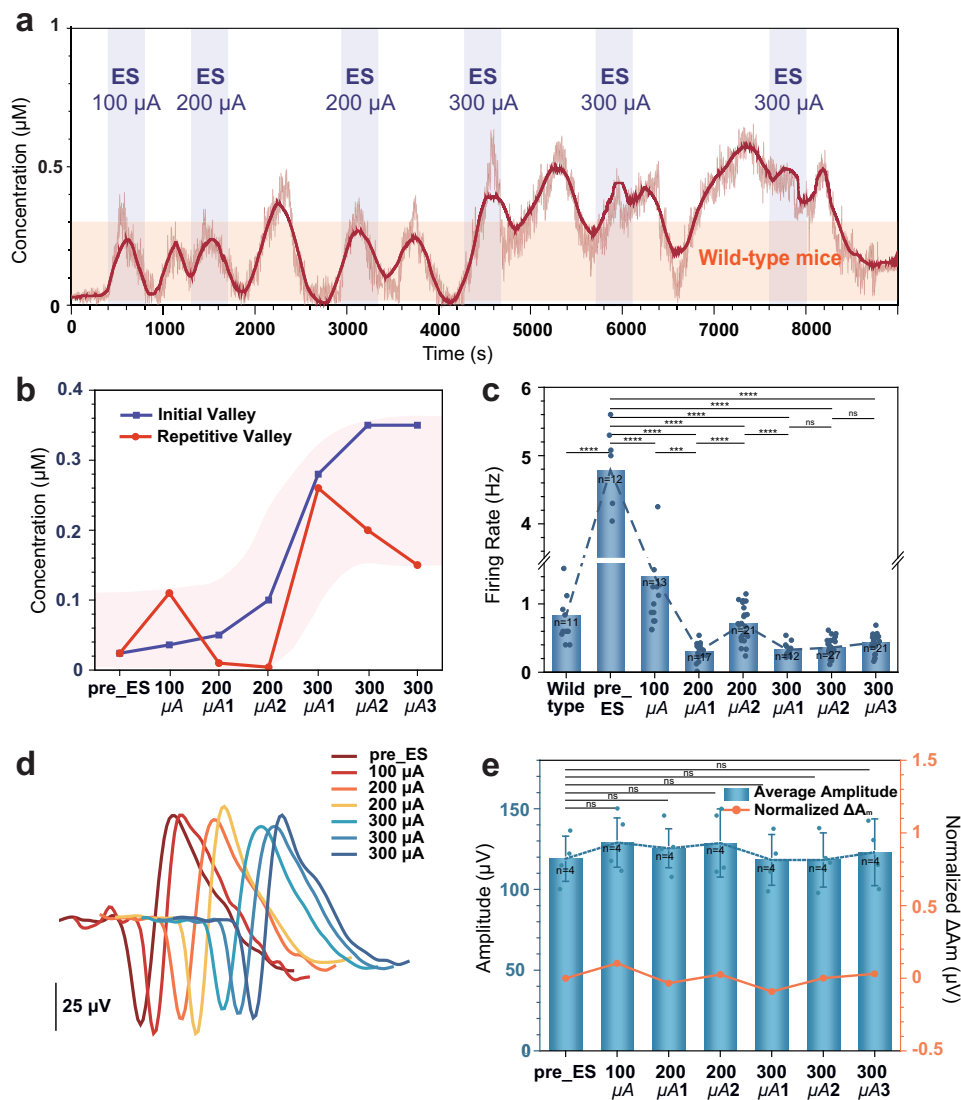 a
1
0.5
0
Concentration (µM)
ES
100 µA
ES
200 µA
ES
200 µA
ES
300 µA
ES
300 µA
ES
300 µA
Wild-type mice
0 1000 2000 3000 4000 5000 6000 7000 8000
Time (s)
b
0.4
0.3
0.2
0.1
0
Concentration (µM)
Initial Valley
Repetitive Valley
pre_ES
100 µA
200 µA1
200 µA2
300 µA1
300 µA2
300 µA3
c
6
5
4
1
0
Firing Rate (Hz)
****
****
**** ns
**** ns
**** ****
**** **** *** ****
n=11
n=12
n=13
n=17
n=21
n=12
n=27
n=21
Wild type
pre_ES
100 µA
200 µA1
200 µA2
300 µA1
300 µA2
300 µA3
d
pre_ES
100 µA
200 µA
200 µA
300 µA
300 µA
300 µA
25 µV
e
150
100
50
0
Amplitude (µV)
ns
ns
ns
ns
ns
ns
Average Amplitude
Normalized ΔAₘ
n=4
n=4
n=4
n=4
n=4
n=4
n=4
1.5
1
0.5
0
-0.5
Normalized ΔAm (µV)
pre_ES
100 µA
200 µA1
200 µA2
300 µA1
300 µA2
300 µA3